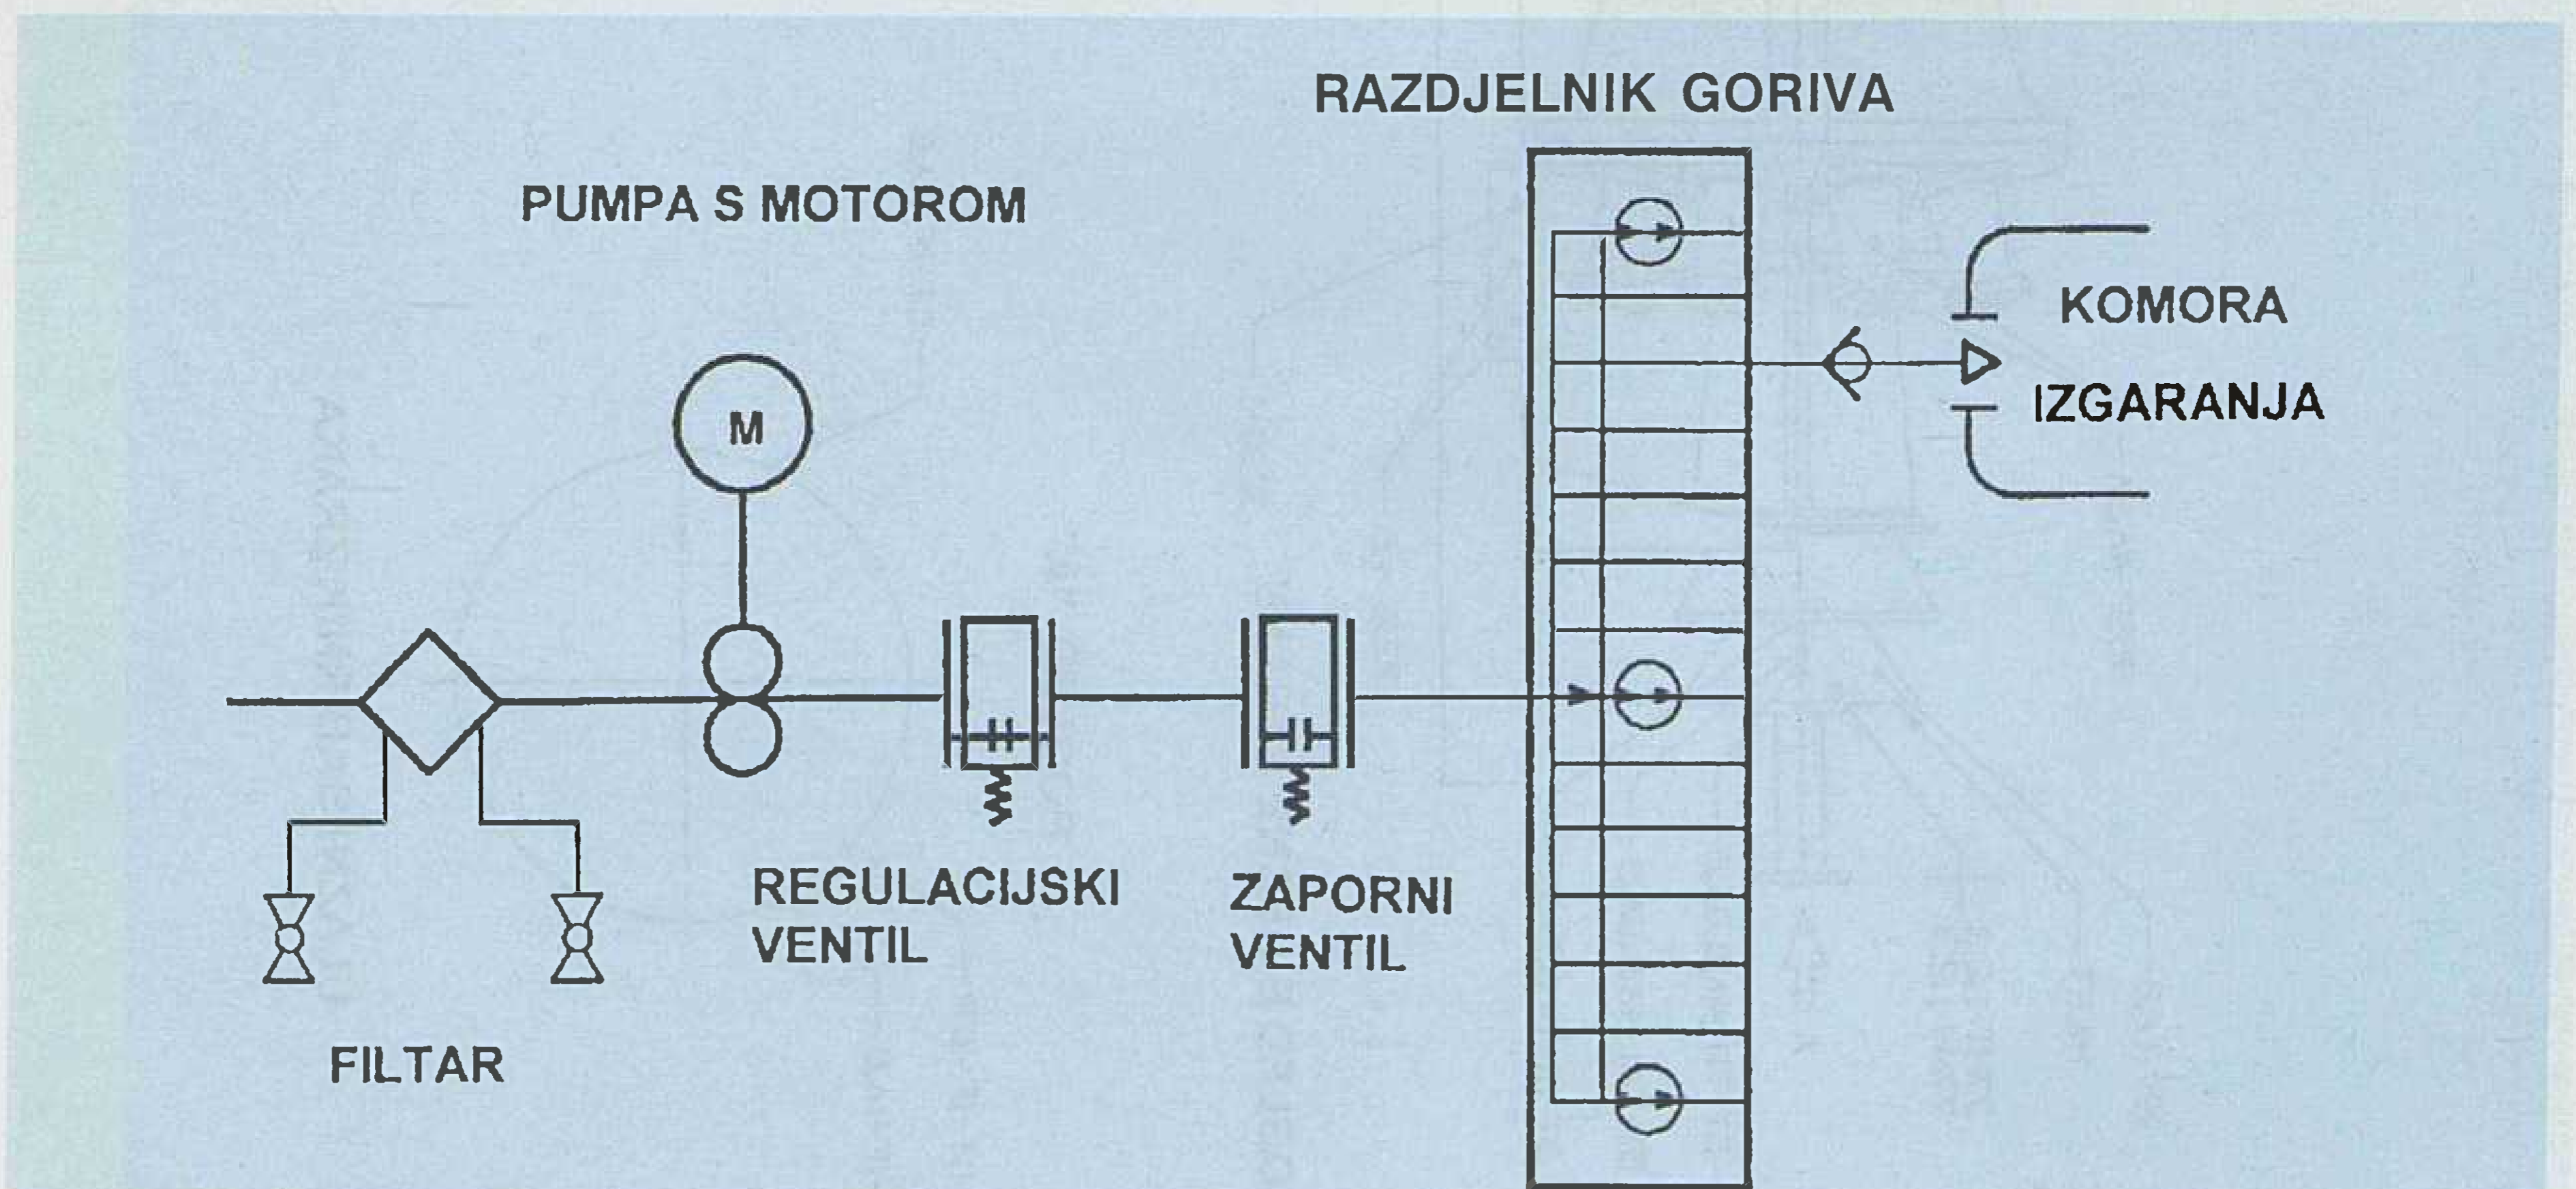 RAZDJELNIK GORIVA
PUMPA S MOTOROM
KOMORA
IZGARANJA
M
REGULACIJSKI
VENTIL
ZAPORNI
VENTIL
FILTAR